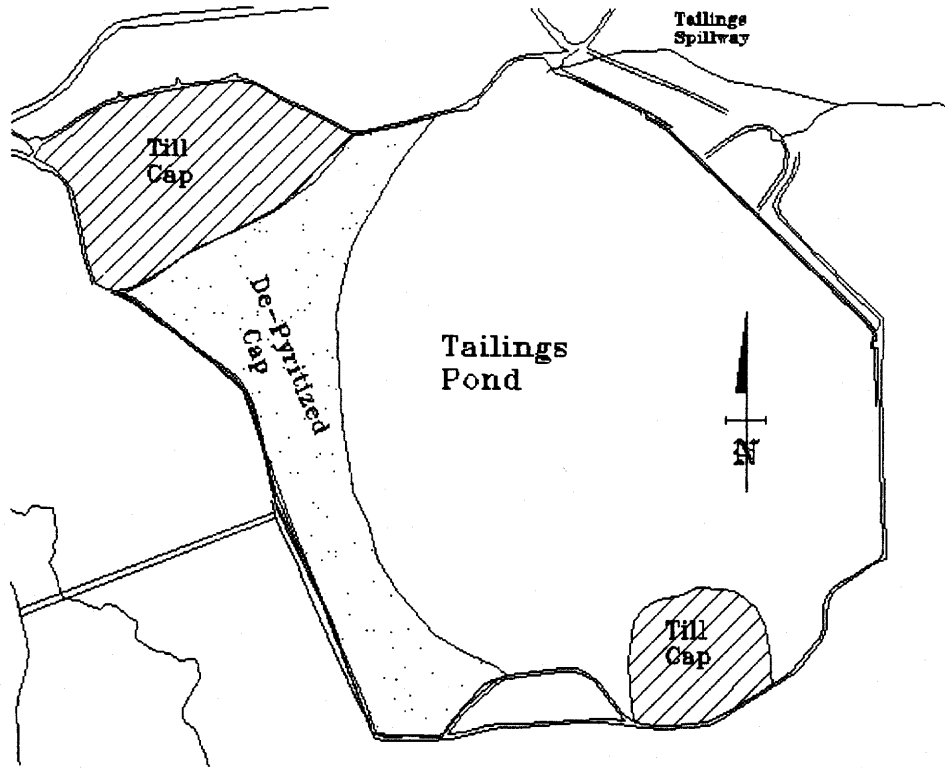 Tailings
Spillway
Till
Cap
De-Pyritized
Cap
Tailings
Pond
N
Till
Cap